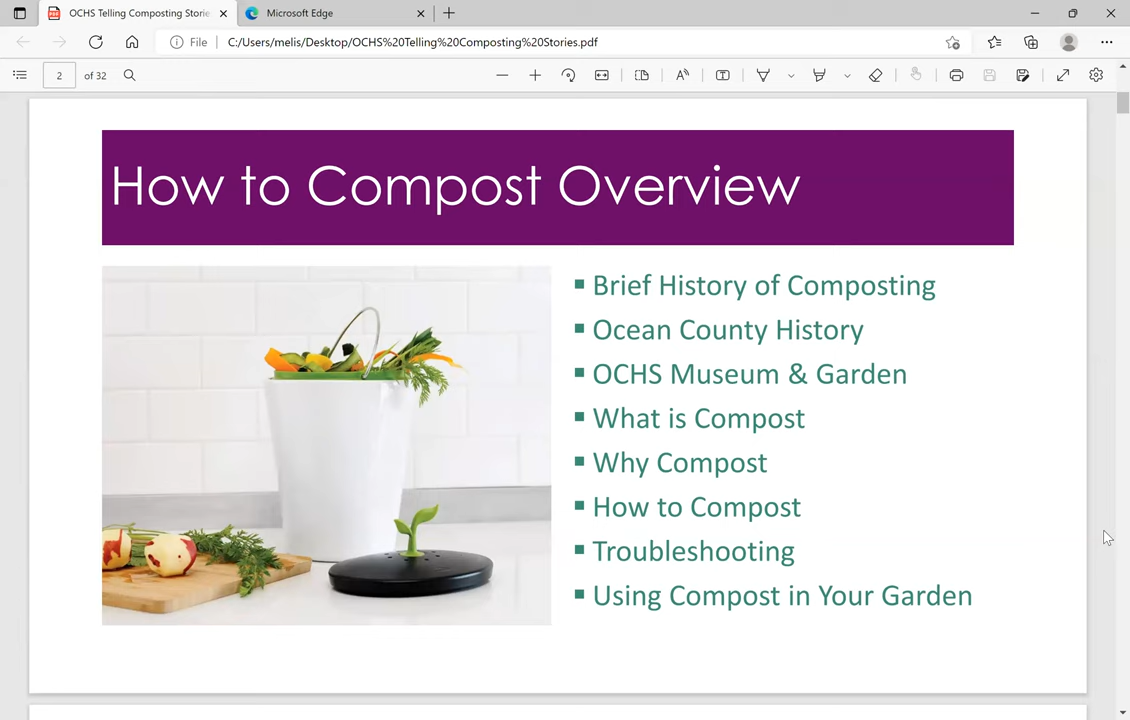 OCHS Telling Composting Storie
Microsoft Edge
File
C:/Users/melis/Desktop/OCHS%20Telling%20Composting%20Stories.pdf
2 of 32
How to Compost Overview
▪ Brief History of Composting
▪ Ocean County History
▪ OCHS Museum & Garden
▪ What is Compost
▪ Why Compost
▪ How to Compost
▪ Troubleshooting
▪ Using Compost in Your Garden